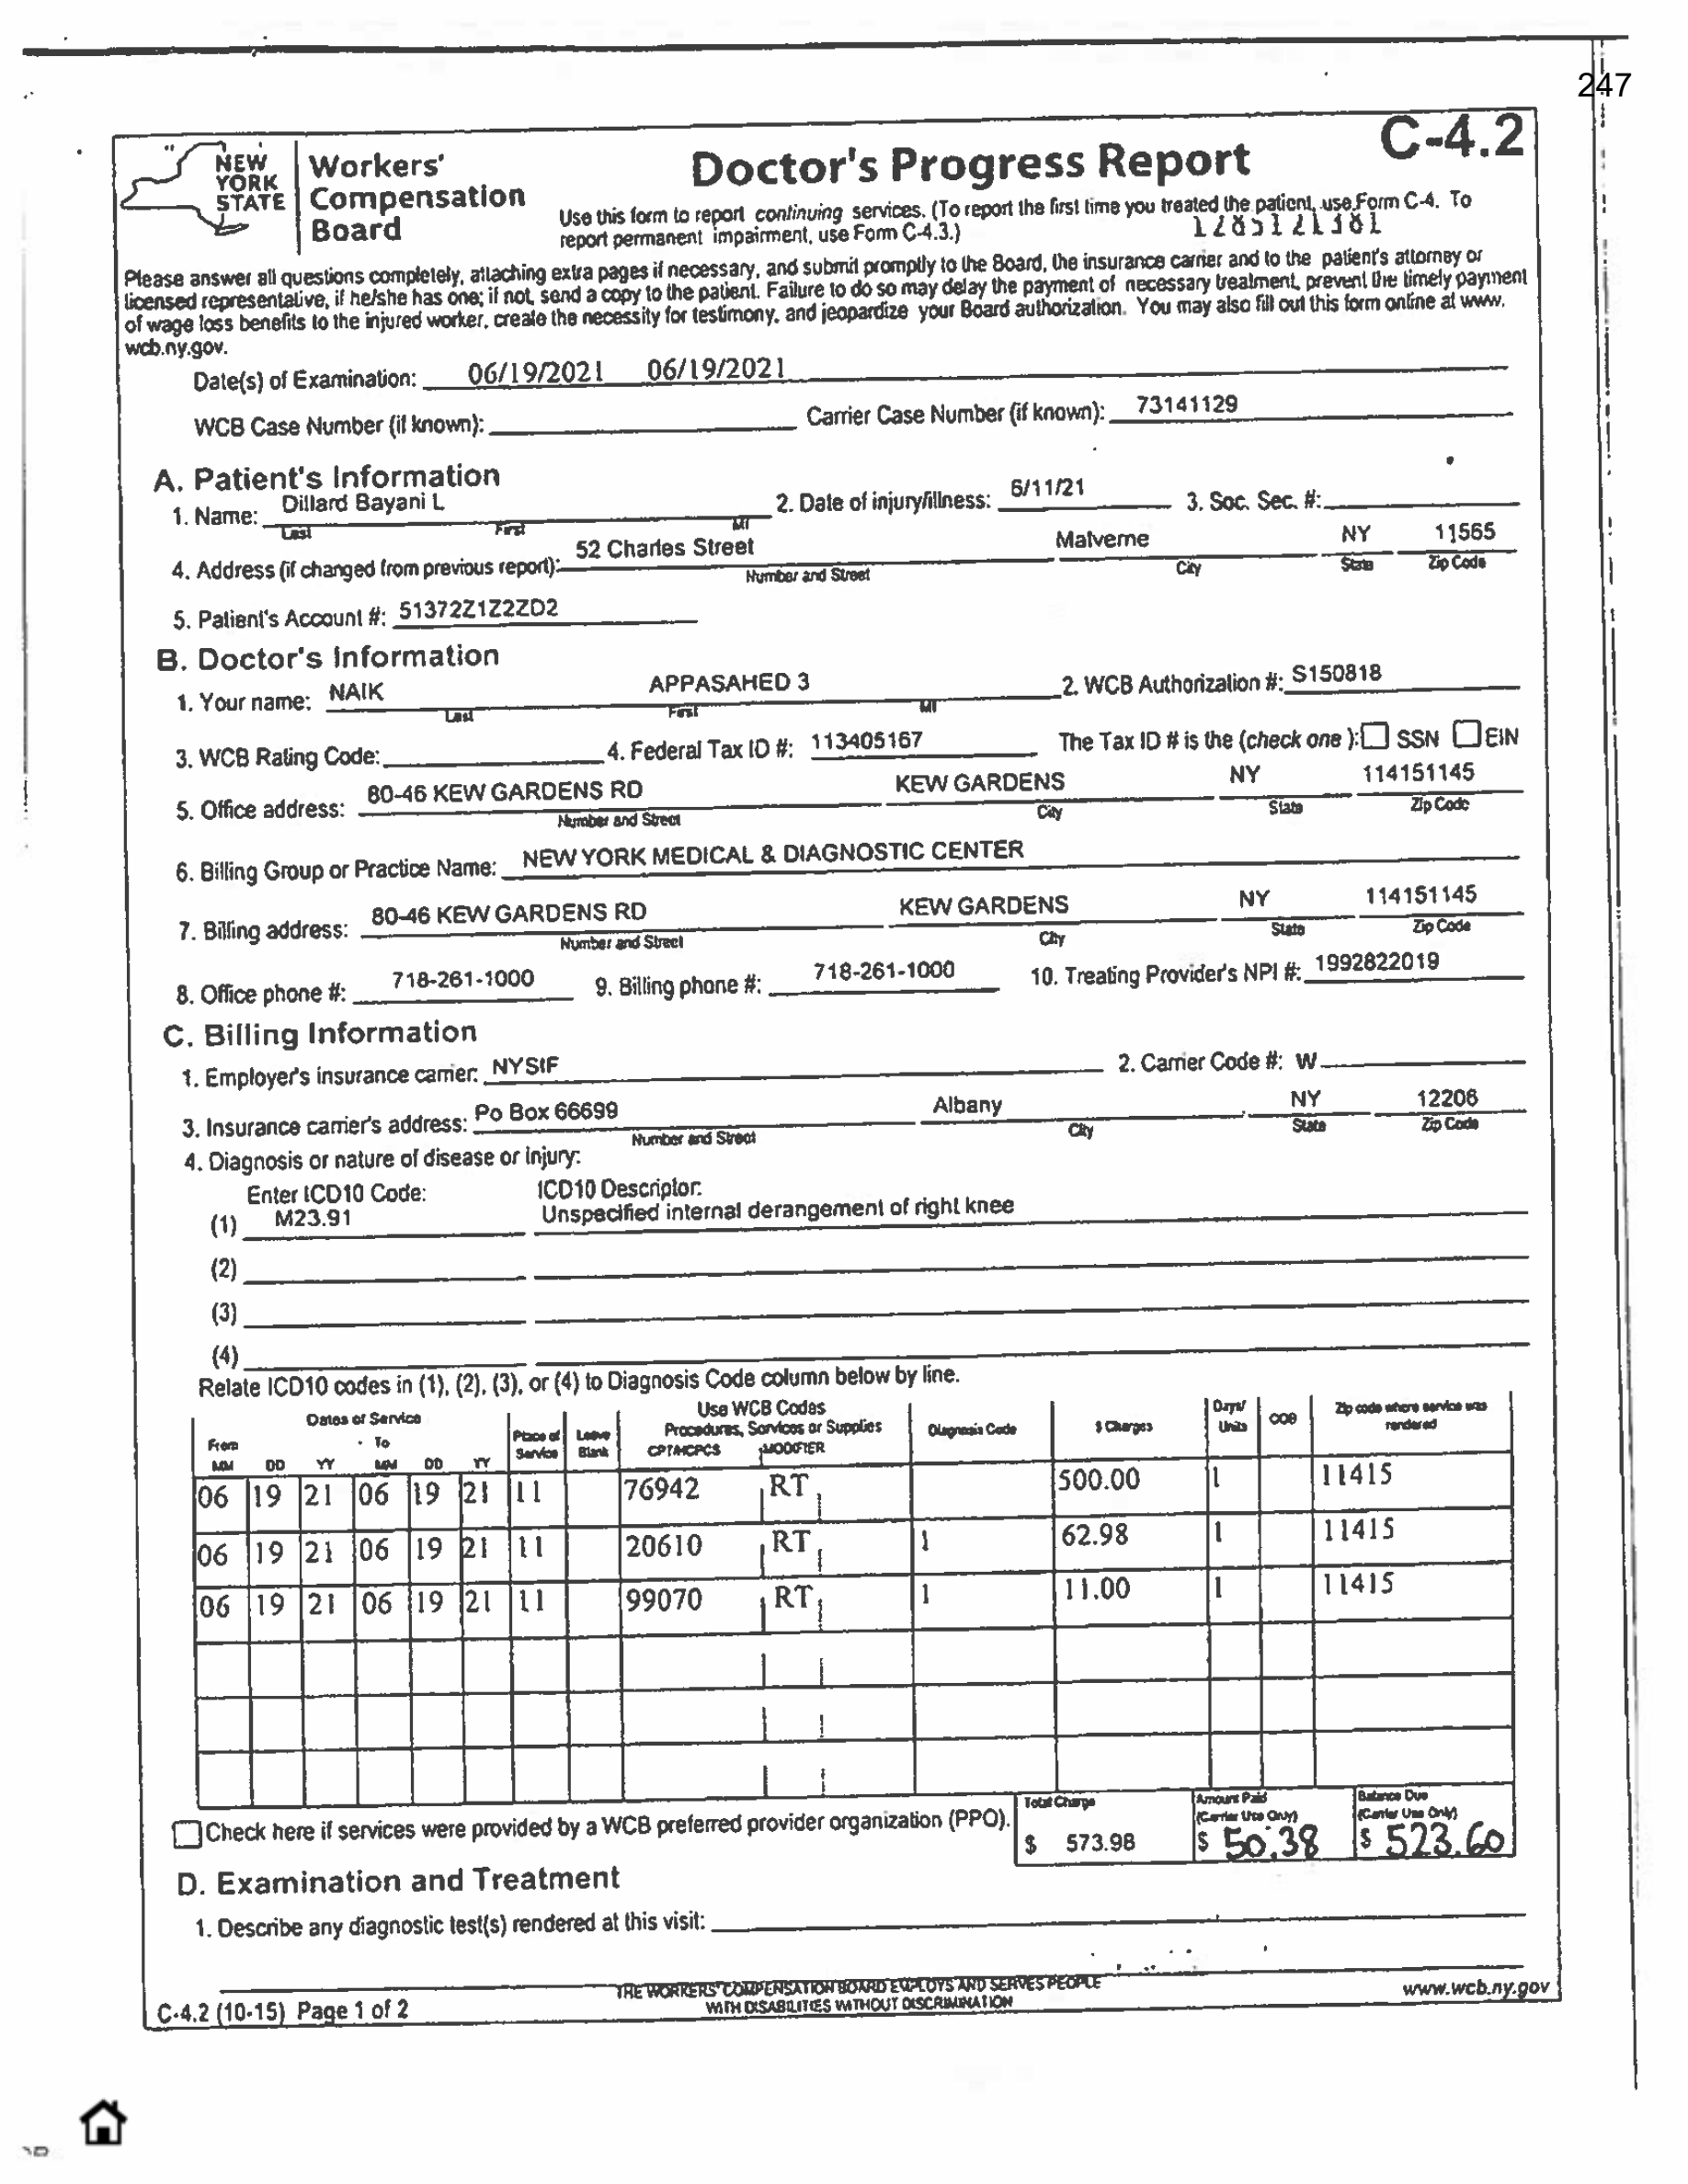 247
C-4.2
NEW YORK STATE
Workers' Compensation Board
Doctor's Progress Report
Use this form to report continuing services. (To report the first time you treated the patient, use Form C-4. To
report permanent impairment, use Form C-4.3.)
Please answer all questions completely, attaching extra pages if necessary, and submit promptly to the Board, the insurance carrier and to the patient's attorney or
licensed representative, if he/she has one; if not, send a copy to the patient. Failure to do so may delay the payment of necessary treatment, prevent the timely payment
of wage loss benefits to the injured worker, create the necessity for testimony, and jeopardize your Board authorization. You may also fill out this form online at www.
wcb.ny.gov.
Date(s) of Examination: 06/19/2021 06/19/2021
WCB Case Number (if known): Carrier Case Number (if known): 73141129
A. Patient's Information
1. Name: Dillard Bayani L 2. Date of injury/illness: 6/11/21 3. Soc. Sec. #:
Last First MI
4. Address (if changed from previous report): 52 Charles Street Malverne NY 11565
Number and Street City State Zip Code
5. Patient's Account #: 51372Z1Z2ZD2
B. Doctor's Information
1. Your name: NAIK APPASAHED 3 2. WCB Authorization #: S150818
Last First MI
3. WCB Rating Code: 4. Federal Tax ID #: 113405167 The Tax ID # is the (check one ): SSN EIN
5. Office address: 80-46 KEW GARDENS RD KEW GARDENS NY 114151145
Number and Street City State Zip Code
6. Billing Group or Practice Name: NEW YORK MEDICAL & DIAGNOSTIC CENTER
7. Billing address: 80-46 KEW GARDENS RD KEW GARDENS NY 114151145
Number and Street City State Zip Code
8. Office phone #: 718-261-1000 9. Billing phone #: 718-261-1000 10. Treating Provider's NPI #: 1992822019
C. Billing Information
1. Employer's insurance carrier: NYSIF 2. Carrier Code #: W
3. Insurance carrier's address: Po Box 66699 Albany NY 12206
Number and Street City State Zip Code
4. Diagnosis or nature of disease or injury:
Enter ICD10 Code: ICD10 Descriptor:
(1) M23.91 Unspecified internal derangement of right knee
(2)
(3)
(4)
Relate ICD10 codes in (1), (2), (3), or (4) to Diagnosis Code column below by line.
Dates of Service Place of Service Leave Blank Use WCB Codes Procedures, Services or Supplies Diagnosis Code $ Charges Days/ Units COB Zip code where service was rendered
From To CPT/HCPCS MODIFIER
MM DD YY MM DD YY
06 19 21 06 19 21 11 76942 RT 500.00 1 11415
06 19 21 06 19 21 11 20610 RT 1 62.98 1 11415
06 19 21 06 19 21 11 99070 RT 1 11.00 1 11415
Check here if services were provided by a WCB preferred provider organization (PPO).
Total Charge $ 573.98
Amount Paid (Carrier Use Only) $ 50.38
Balance Due (Carrier Use Only) $ 523.60
D. Examination and Treatment
1. Describe any diagnostic test(s) rendered at this visit:
THE WORKERS' COMPENSATION BOARD EMPLOYS AND SERVES PEOPLE
WITH DISABILITIES WITHOUT DISCRIMINATION
www.wcb.ny.gov
C-4.2 (10-15) Page 1 of 2